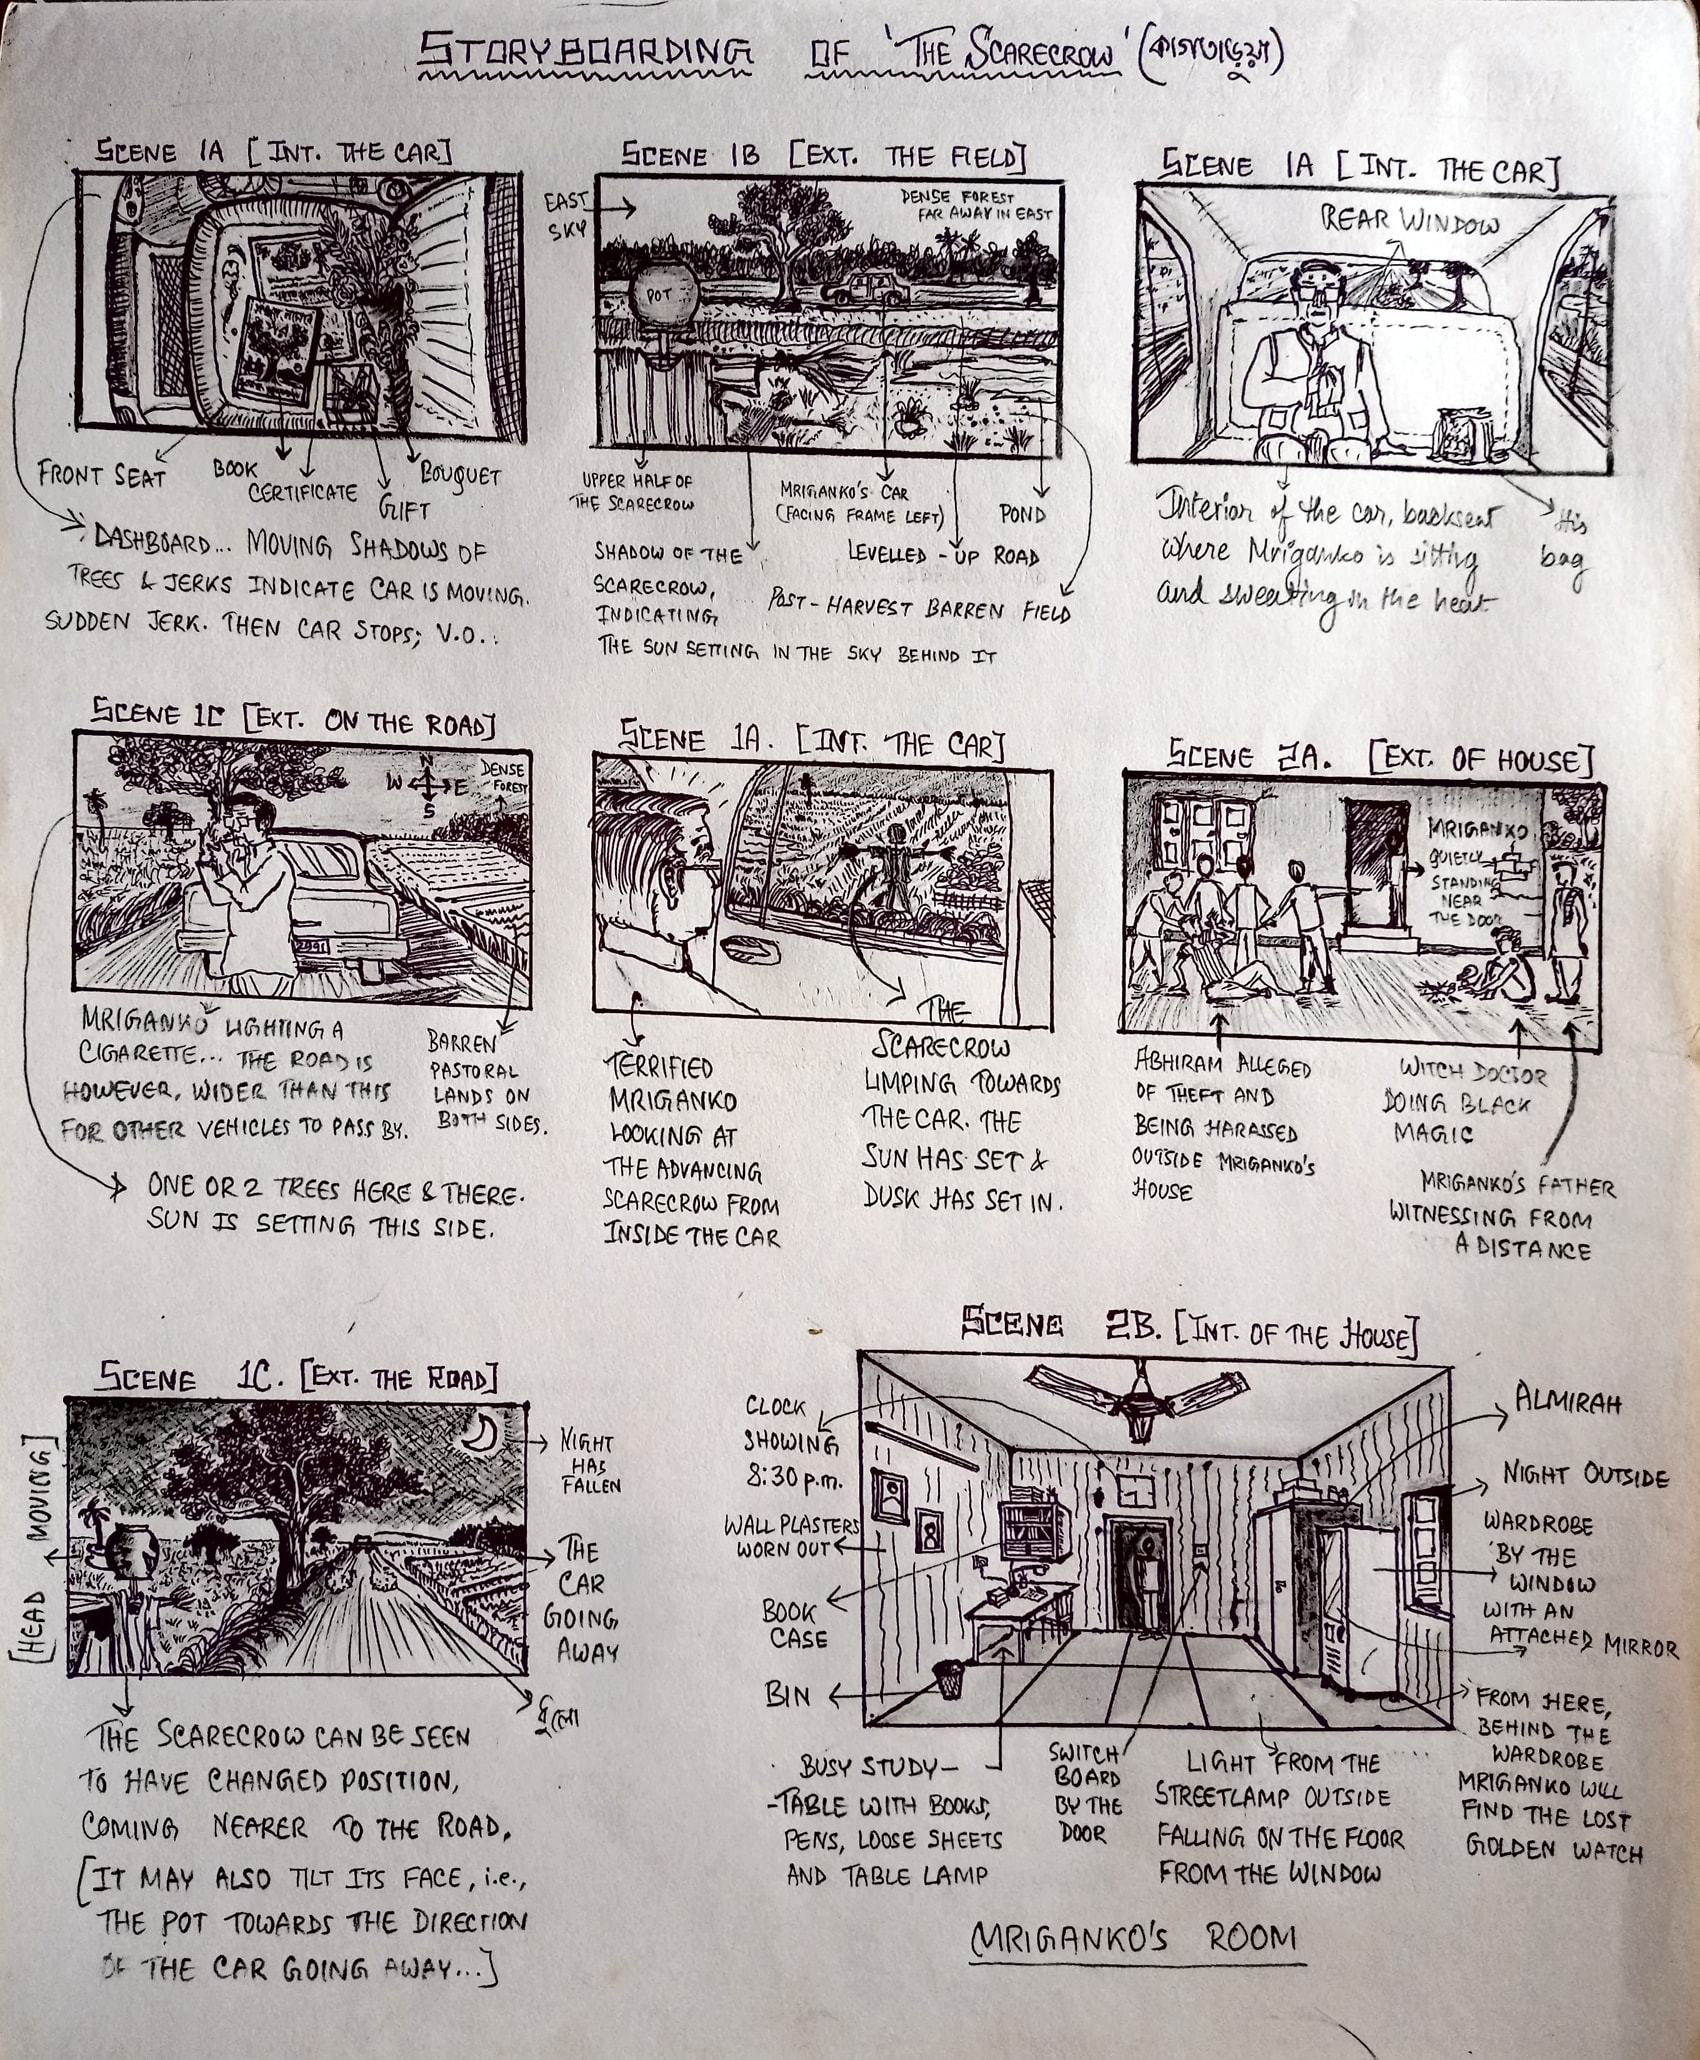 STORYBOARDING OF 'THE SCARECROW' (কাগতাড়ুয়া)
SCENE 1A [INT. THE CAR]
FRONT SEAT
BOOK
CERTIFICATE
GIFT
BOUQUET
DASHBOARD... MOVING SHADOWS OF
TREES & JERKS INDICATE CAR IS MOVING.
SUDDEN JERK. THEN CAR STOPS; V.O...
SCENE 1B [EXT. THE FIELD]
EAST
SKY
DENSE FOREST
FAR AWAY IN EAST
POT
UPPER HALF OF
THE SCARECROW
MRIGANKO'S CAR
(FACING FRAME LEFT)
POND
SHADOW OF THE
SCARECROW,
INDICATING
THE SUN SETTING IN THE SKY BEHIND IT
LEVELLED-UP ROAD
POST-HARVEST BARREN FIELD
SCENE 1A [INT. THE CAR]
REAR WINDOW
Interior of the car, backseat
where Mriganko is sitting
and sweating in the heat
His
bag
SCENE 1C [EXT. ON THE ROAD]
N
W E
S
DENSE
FOREST
2991
MRIGANKO LIGHTING A
CIGARETTE... THE ROAD IS
HOWEVER, WIDER THAN THIS
FOR OTHER VEHICLES TO PASS BY.
BARREN
PASTORAL
LANDS ON
BOTH SIDES.
ONE OR 2 TREES HERE & THERE.
SUN IS SETTING THIS SIDE.
SCENE 1A. [INT. THE CAR]
TERRIFIED
MRIGANKO
LOOKING AT
THE ADVANCING
SCARECROW FROM
INSIDE THE CAR
THE
SCARECROW
LIMPING TOWARDS
THE CAR. THE
SUN HAS SET &
DUSK HAS SET IN.
SCENE 2A. [EXT. OF HOUSE]
MRIGANKO
QUIETLY
STANDING
NEAR
THE DOOR
ABHIRAM ALLEGED
OF THEFT AND
BEING HARASSED
OUTSIDE MRIGANKO'S
HOUSE
WITCH DOCTOR
DOING BLACK
MAGIC
MRIGANKO'S FATHER
WITNESSING FROM
A DISTANCE
SCENE 1C. [EXT. THE ROAD]
[HEAD MOVING]
NIGHT
HAS
FALLEN
THE
CAR
GOING
AWAY
ধুলো
THE SCARECROW CAN BE SEEN
TO HAVE CHANGED POSITION,
COMING NEARER TO THE ROAD.
[IT MAY ALSO TILT ITS FACE, i.e.,
THE POT TOWARDS THE DIRECTION
OF THE CAR GOING AWAY...]
SCENE 2B. [INT. OF THE HOUSE]
CLOCK
SHOWING
8:30 p.m.
WALL PLASTERS
WORN OUT
BOOK
CASE
BIN
BUSY STUDY-
-TABLE WITH BOOKS,
PENS, LOOSE SHEETS
AND TABLE LAMP
SWITCH
BOARD
BY THE
DOOR
LIGHT FROM THE
STREETLAMP OUTSIDE
FALLING ON THE FLOOR
FROM THE WINDOW
ALMIRAH
NIGHT OUTSIDE
WARDROBE
BY THE
WINDOW
WITH AN
ATTACHED MIRROR
FROM HERE,
BEHIND THE
WARDROBE
MRIGANKO WILL
FIND THE LOST
GOLDEN WATCH
MRIGANKO'S ROOM